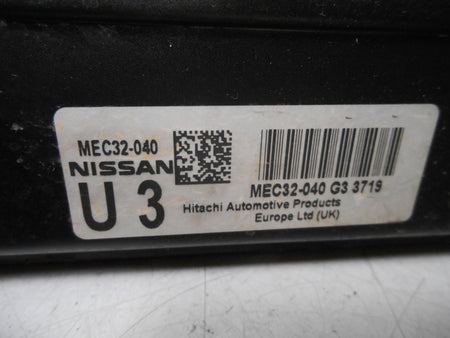 MEC32-040
NISSAN
U 3
MEC32-040 G3 3719
Hitachi Automotive Products
Europe Ltd (UK)